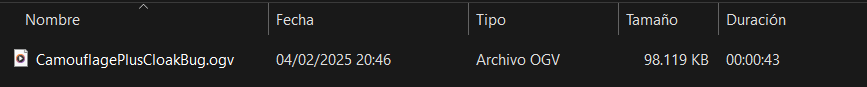 Nombre Fecha Tipo Tamaño Duración
CamouflagePlusCloakBug.ogv 04/02/2025 20:46 Archivo OGV 98.119 KB 00:00:43